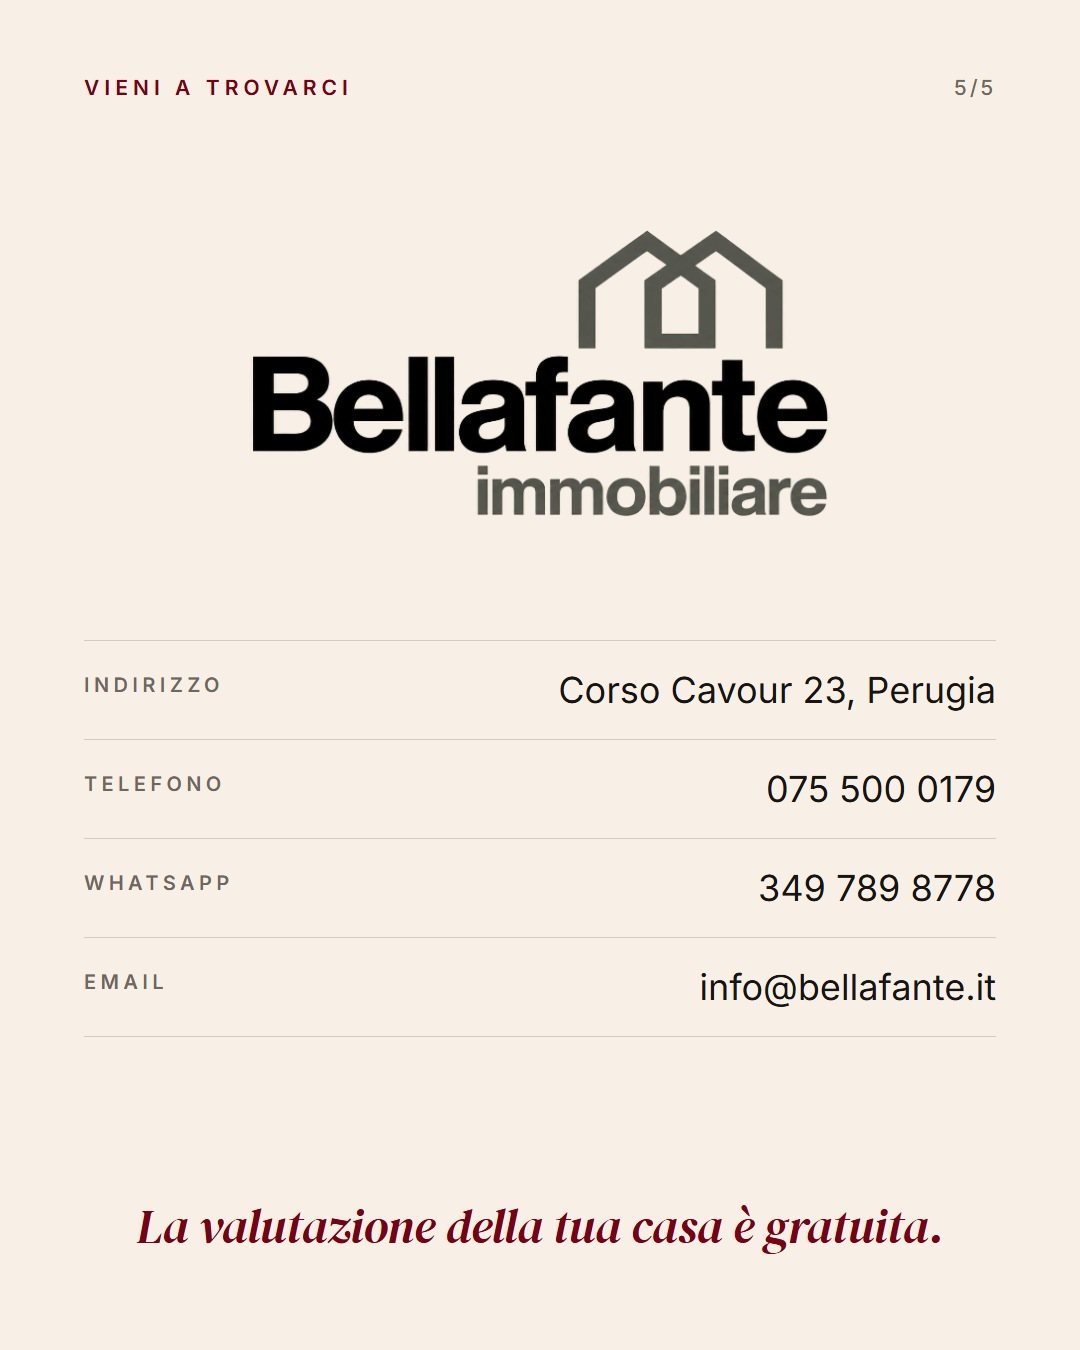 VIENI A TROVARCI
5/5
Bellafante
immobiliare
INDIRIZZO
Corso Cavour 23, Perugia
TELEFONO
075 500 0179
WHATSAPP
349 789 8778
EMAIL
info@bellafante.it
La valutazione della tua casa è gratuita.